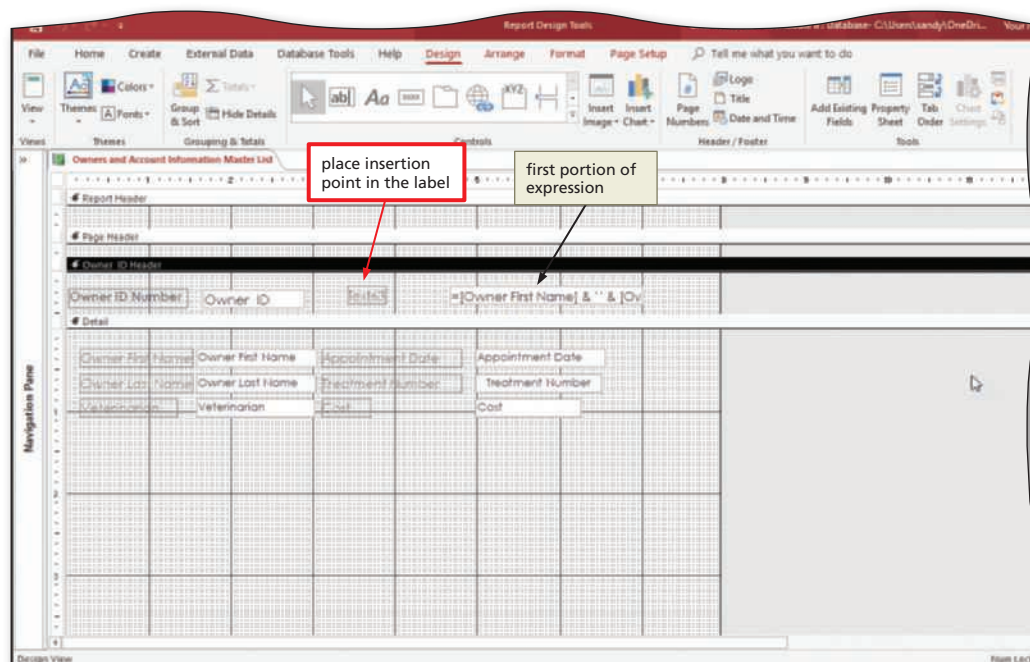 Report Design Tools
Database- C:\Users\sandy\OneDri...
File Home Create External Data Database Tools Help Design Arrange Format Page Setup Tell me what you want to do
View
Themes
Colors
Fonts
Group & Sort
Totals
Hide Details
Insert Image
Insert Chart
Page Numbers
Logo
Title
Date and Time
Add Existing Fields
Property Sheet
Tab Order
Chart Settings
Views Themes Grouping & Totals Controls Header / Footer Tools
Owners and Account Information Master List
place insertion
point in the label
first portion of
expression
Report Header
Page Header
Owner ID Header
Owner ID Number Owner ID =[Owner First Name] & ' ' &
Detail
Owner First Name Owner First Name Appointment Date Appointment Date
Owner Last Name Owner Last Name Treatment Number Treatment Number
Veterinarian Veterinarian Cost Cost
Navigation Pane
Design View